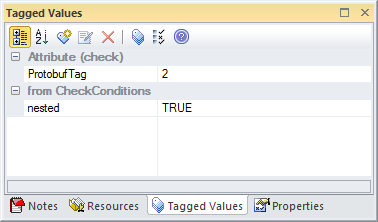 Tagged Values
Attribute (check)
ProtobufTag 2
from CheckConditions
nested TRUE
Notes Resources Tagged Values Properties